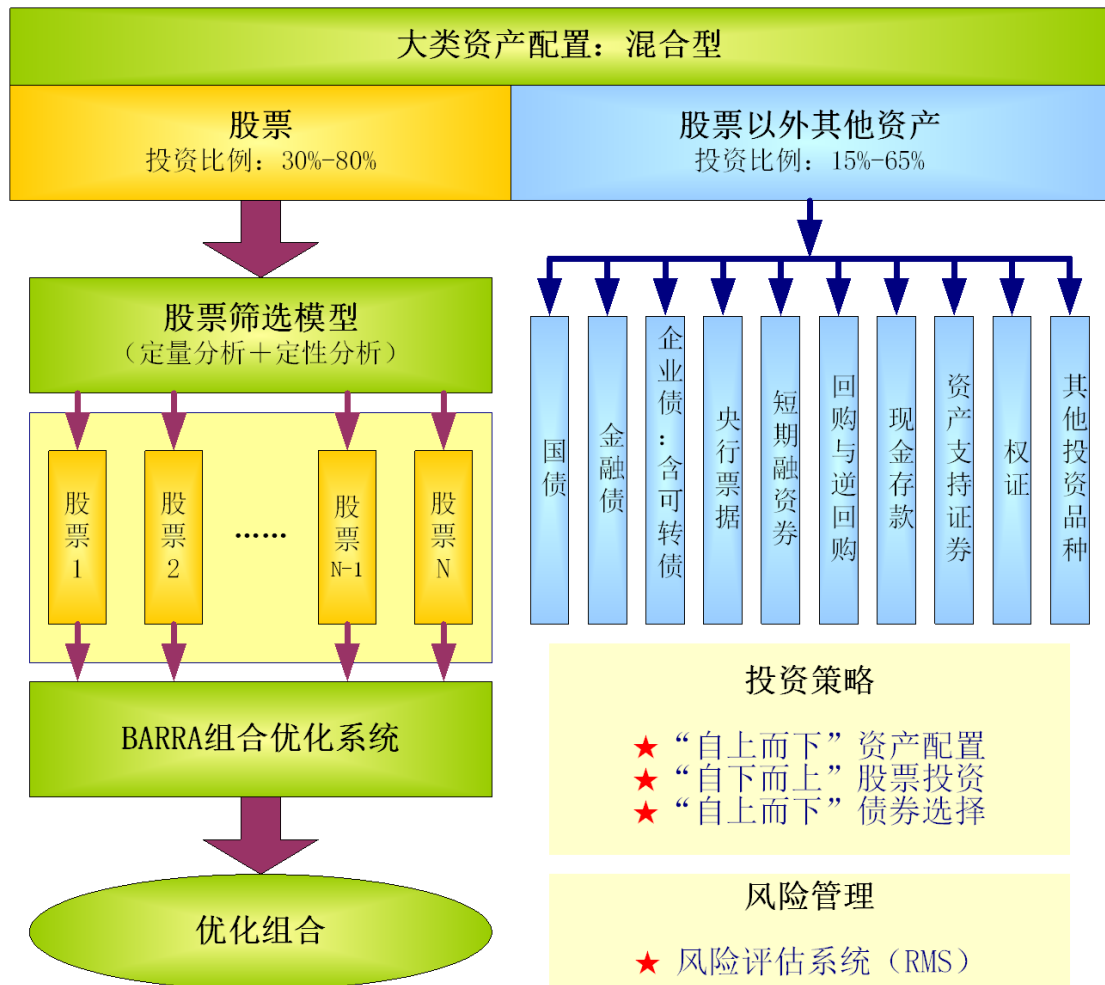 大类资产配置：混合型
股票
投资比例：30%-80%
股票以外其他资产
投资比例：15%-65%
股票筛选模型
（定量分析＋定性分析）
股票1
股票2
……
股票N-1
股票N
BARRA组合优化系统
优化组合
国债
金融债
企业债：含可转债
央行票据
短期融资券
回购与逆回购
现金存款
资产支持证券
权证
其他投资品种
投资策略
★“自上而下”资产配置
★“自下而上”股票投资
★“自上而下”债券选择
风险管理
★ 风险评估系统（RMS）